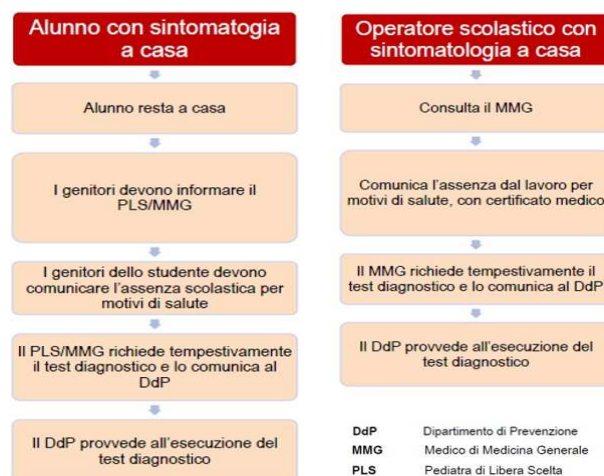 Alunno con sintomatogia
a casa
Alunno resta a casa
I genitori devono informare il
PLS/MMG
I genitori dello studente devono
comunicare l'assenza scolastica per
motivi di salute
Il PLS/MMG richiede tempestivamente
il test diagnostico e lo comunica al
DdP
Il DdP provvede all'esecuzione del
test diagnostico
Operatore scolastico con
sintomatologia a casa
Consulta il MMG
Comunica l'assenza dal lavoro per
motivi di salute, con certificato medico
Il MMG richiede tempestivamente il
test diagnostico e lo comunica al DdP
Il DdP provvede all'esecuzione del
test diagnostico
DdP Dipartimento di Prevenzione
MMG Medico di Medicina Generale
PLS Pediatra di Libera Scelta